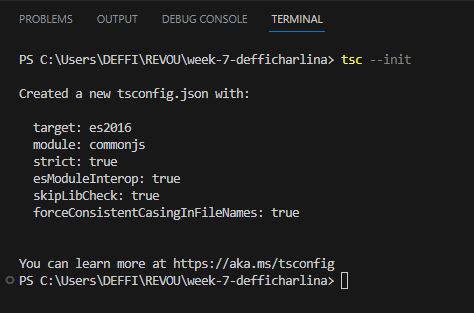 PROBLEMS OUTPUT DEBUG CONSOLE TERMINAL
PS C:\Users\DEFFI\REVOU\week-7-defficharlina> tsc --init
Created a new tsconfig.json with:
target: es2016
module: commonjs
strict: true
esModuleInterop: true
skipLibCheck: true
forceConsistentCasingInFileNames: true
You can learn more at https://aka.ms/tsconfig
PS C:\Users\DEFFI\REVOU\week-7-defficharlina>